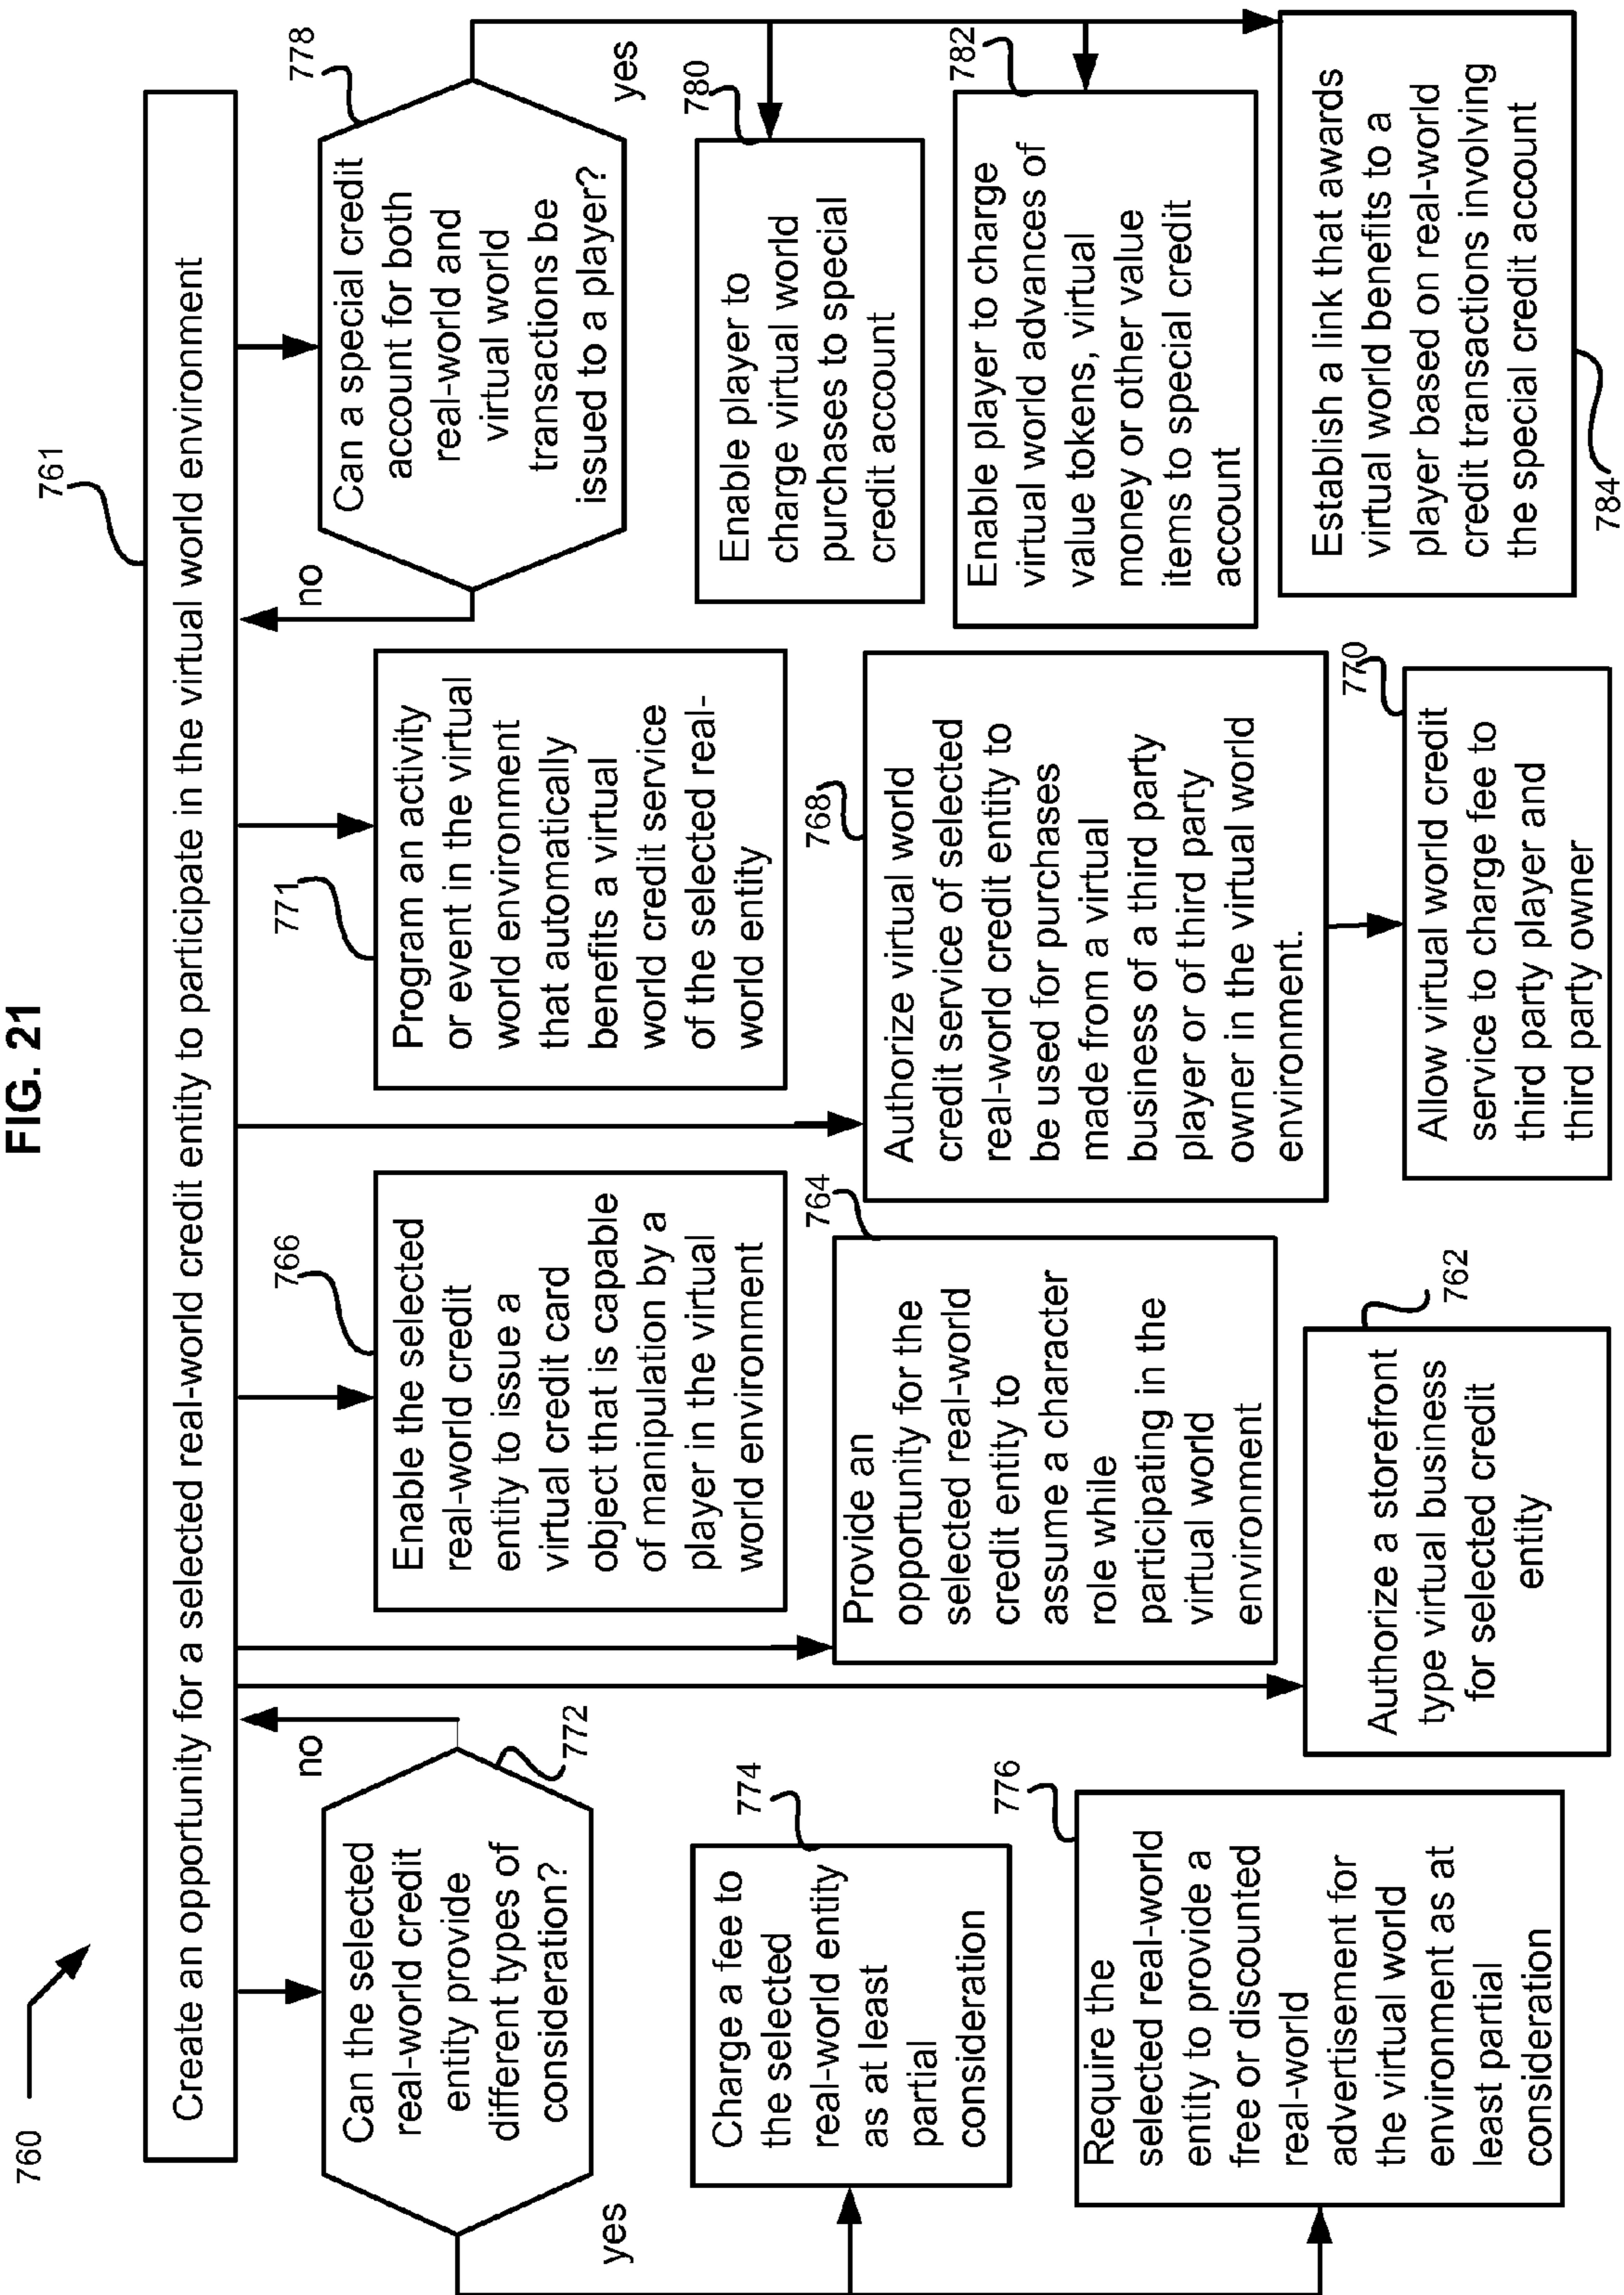 FIG. 21
760
761
Create an opportunity for a selected real-world credit entity to participate in the virtual world environment
772
Can the selected
real-world credit
entity provide
different types of
consideration?
no
yes
774
Charge a fee to
the selected
real-world entity
as at least
partial
consideration
776
Require the
selected real-world
entity to provide a
free or discounted
real-world
advertisement for
the virtual world
environment as at
least partial
consideration
766
Enable the selected
real-world credit
entity to issue a
virtual credit card
object that is capable
of manipulation by a
player in the virtual
world environment
764
Provide an
opportunity for the
selected real-world
credit entity to
assume a character
role while
participating in the
virtual world
environment
762
Authorize a storefront
type virtual business
for selected credit
entity
771
Program an activity
or event in the virtual
world environment
that automatically
benefits a virtual
world credit service
of the selected real-
world entity
768
Authorize virtual world
credit service of selected
real-world credit entity to
be used for purchases
made from a virtual
business of a third party
player or of third party
owner in the virtual world
environment.
770
Allow virtual world credit
service to charge fee to
third party player and
third party owner
778
Can a special credit
account for both
real-world and
virtual world
transactions be
issued to a player?
no
yes
780
Enable player to
charge virtual world
purchases to special
credit account
782
Enable player to charge
virtual world advances of
value tokens, virtual
money or other value
items to special credit
account
Establish a link that awards
virtual world benefits to a
player based on real-world
credit transactions involving
the special credit account
784